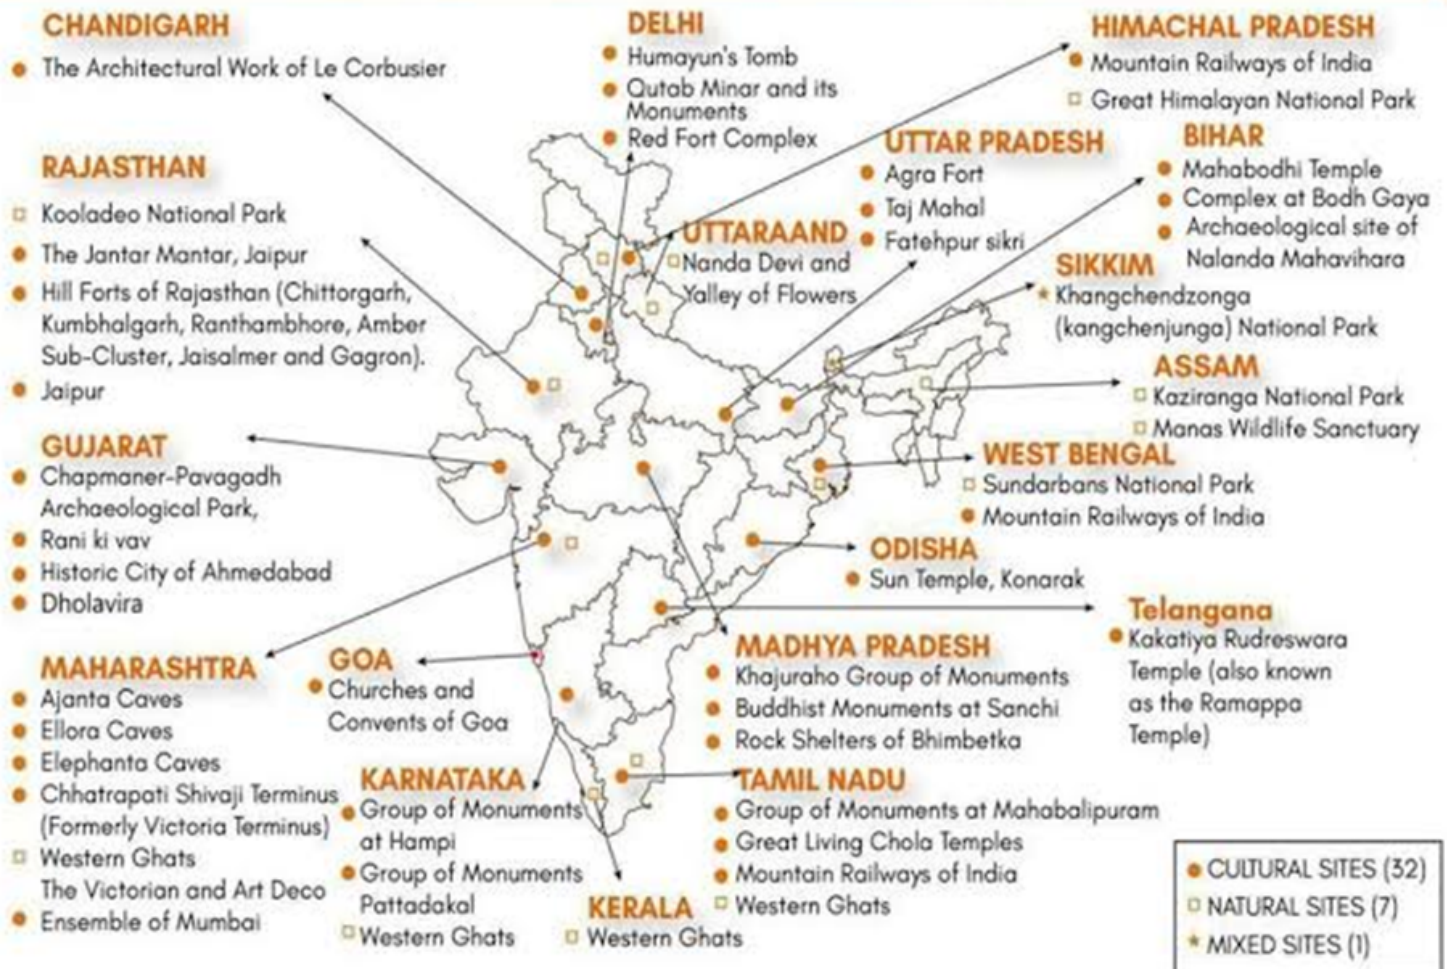 CHANDIGARH
The Architectural Work of Le Corbusier
RAJASTHAN
Kooladeo National Park
The Jantar Mantar, Jaipur
Hill Forts of Rajasthan (Chittorgarh,
Kumbhalgarh, Ranthambhore, Amber
Sub-Cluster, Jaisalmer and Gagron).
Jaipur
GUJARAT
Chapmaner-Pavagadh
Archaeological Park,
Rani ki vav
Historic City of Ahmedabad
Dholavira
MAHARASHTRA
Ajanta Caves
Ellora Caves
Elephanta Caves
Chhatrapati Shivaji Terminus
(Formerly Victoria Terminus)
Western Ghats
The Victorian and Art Deco
Ensemble of Mumbai
GOA
Churches and
Convents of Goa
KARNATAKA
Group of Monuments
at Hampi
Group of Monuments
Pattadakal
Western Ghats
KERALA
Western Ghats
DELHI
Humayun's Tomb
Qutab Minar and its
Monuments
Red Fort Complex
UTTARAAND
Nanda Devi and
Yalley of Flowers
UTTAR PRADESH
Agra Fort
Taj Mahal
Fatehpur sikri
HIMACHAL PRADESH
Mountain Railways of India
Great Himalayan National Park
BIHAR
Mahabodhi Temple
Complex at Bodh Gaya
Archaeological site of
Nalanda Mahavihara
SIKKIM
Khangchendzonga
(kangchenjunga) National Park
ASSAM
Kaziranga National Park
Manas Wildlife Sanctuary
WEST BENGAL
Sundarbans National Park
Mountain Railways of India
ODISHA
Sun Temple, Konarak
Telangana
Kakatiya Rudreswara
Temple (also known
as the Ramappa
Temple)
MADHYA PRADESH
Khajuraho Group of Monuments
Buddhist Monuments at Sanchi
Rock Shelters of Bhimbetka
TAMIL NADU
Group of Monuments at Mahabalipuram
Great Living Chola Temples
Mountain Railways of India
Western Ghats
CULTURAL SITES (32)
NATURAL SITES (7)
MIXED SITES (1)